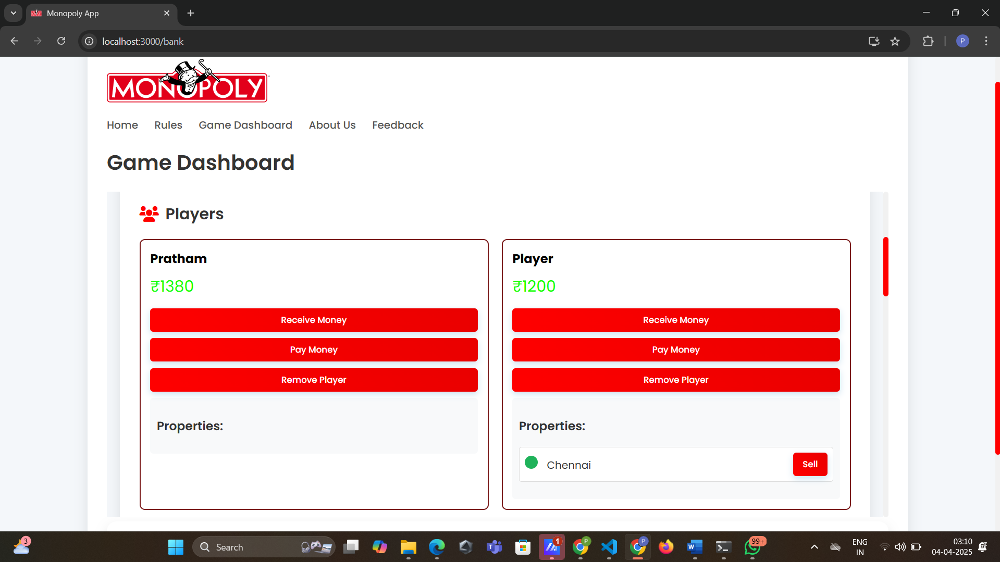 Monopoly App
localhost:3000/bank
P
MONOPOLY
Home Rules Game Dashboard About Us Feedback
Game Dashboard
Players
Pratham
₹1380
Receive Money
Pay Money
Remove Player
Properties:
Player
₹1200
Receive Money
Pay Money
Remove Player
Properties:
Chennai Sell
3
Search
1
P
P
99+
ENG
IN
03:10
04-04-2025